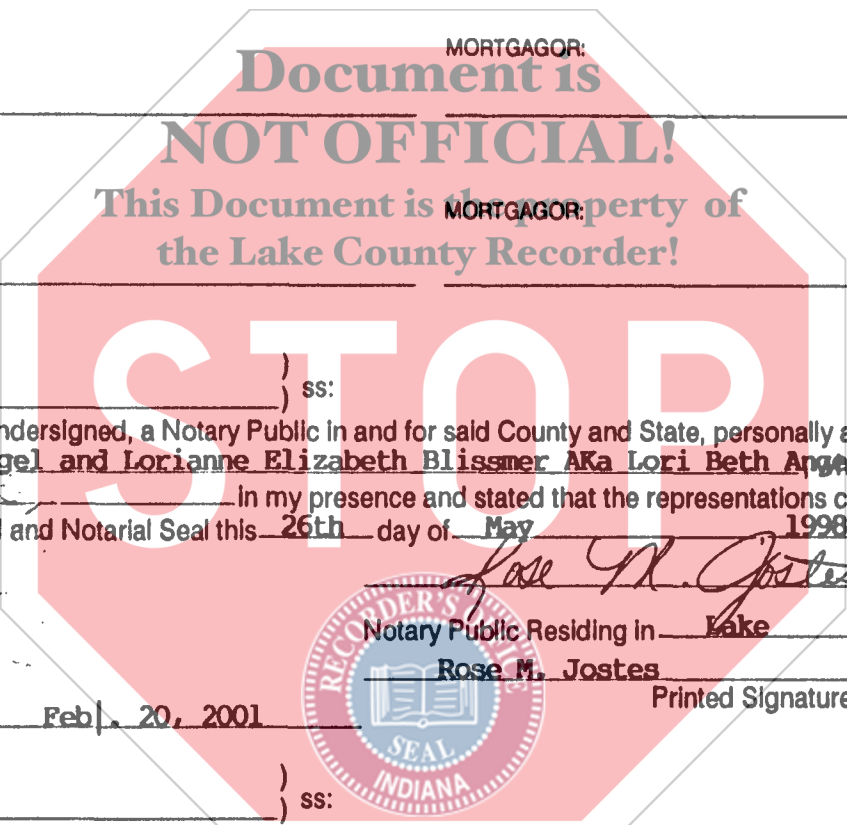 MORTGAGOR:
Document is
NOT OFFICIAL!
This Document is the property of
MORTGAGOR:
the Lake County Recorder!
STOP
) ss:
)
ndersigned, a Notary Public in and for said County and State, personally a
gel and Lorianne Elizabeth Blissmer AKa Lori Beth Ange
in my presence and stated that the representations c
and Notarial Seal this 26th day of May 1998
Rose M. Jostes
Notary Public Residing in Lake
Rose M. Jostes
Printed Signature
Feb. 20, 2001
RECORDER'S OFFICE
SEAL
INDIANA
) ss:
)